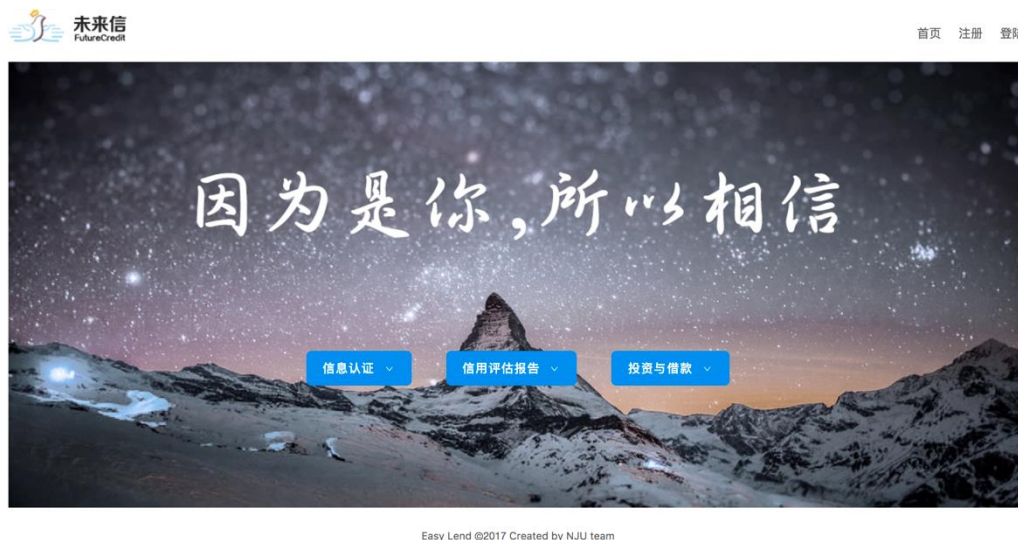 未来信
FutureCredit
首页 注册 登陆
因为是你,所以相信
信息认证 信用评估报告 投资与借款
Easy Lend ©2017 Created by NJU team